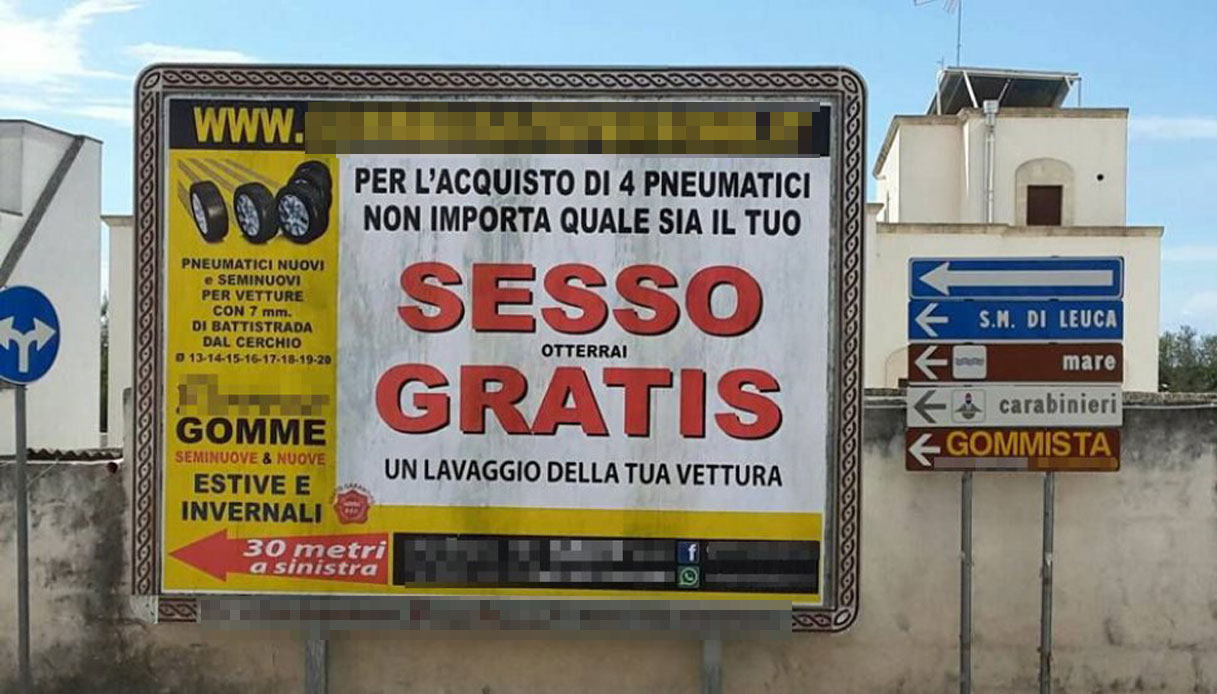 WWW.
PER L'ACQUISTO DI 4 PNEUMATICI
NON IMPORTA QUALE SIA IL TUO
SESSO
OTTERRAI
GRATIS
UN LAVAGGIO DELLA TUA VETTURA
PNEUMATICI NUOVI
e SEMINUOVI
PER VETTURE
CON 7 mm.
DI BATTISTRADA
DAL CERCHIO
Ø 13-14-15-16-17-18-19-20
GOMME
SEMINUOVE & NUOVE
ESTIVE E
INVERNALI
30 metri
a sinistra
S.M. DI LEUCA
mare
carabinieri
GOMMISTA